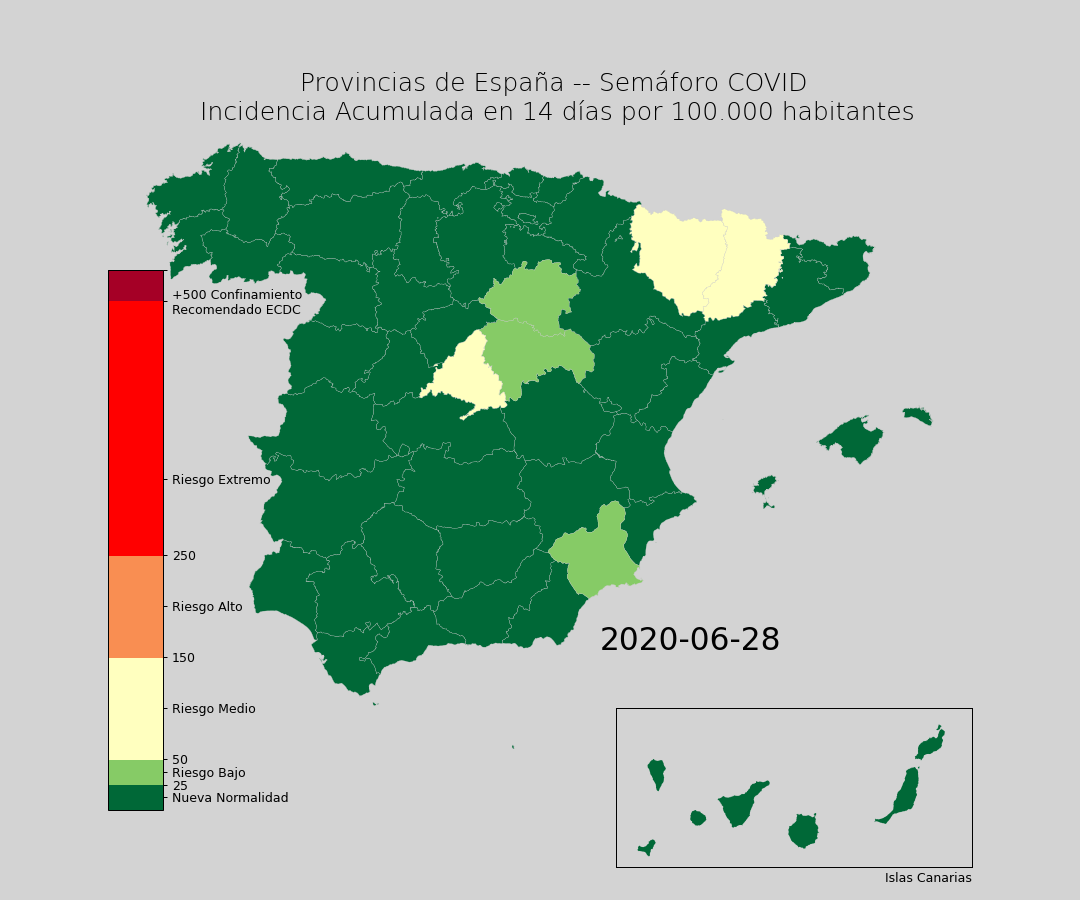 Provincias de España -- Semáforo COVID
Incidencia Acumulada en 14 días por 100.000 habitantes
+500 Confinamiento
Recomendado ECDC
Riesgo Extremo
250
Riesgo Alto
150
Riesgo Medio
50
Riesgo Bajo
25
Nueva Normalidad
2020-06-28
Islas Canarias